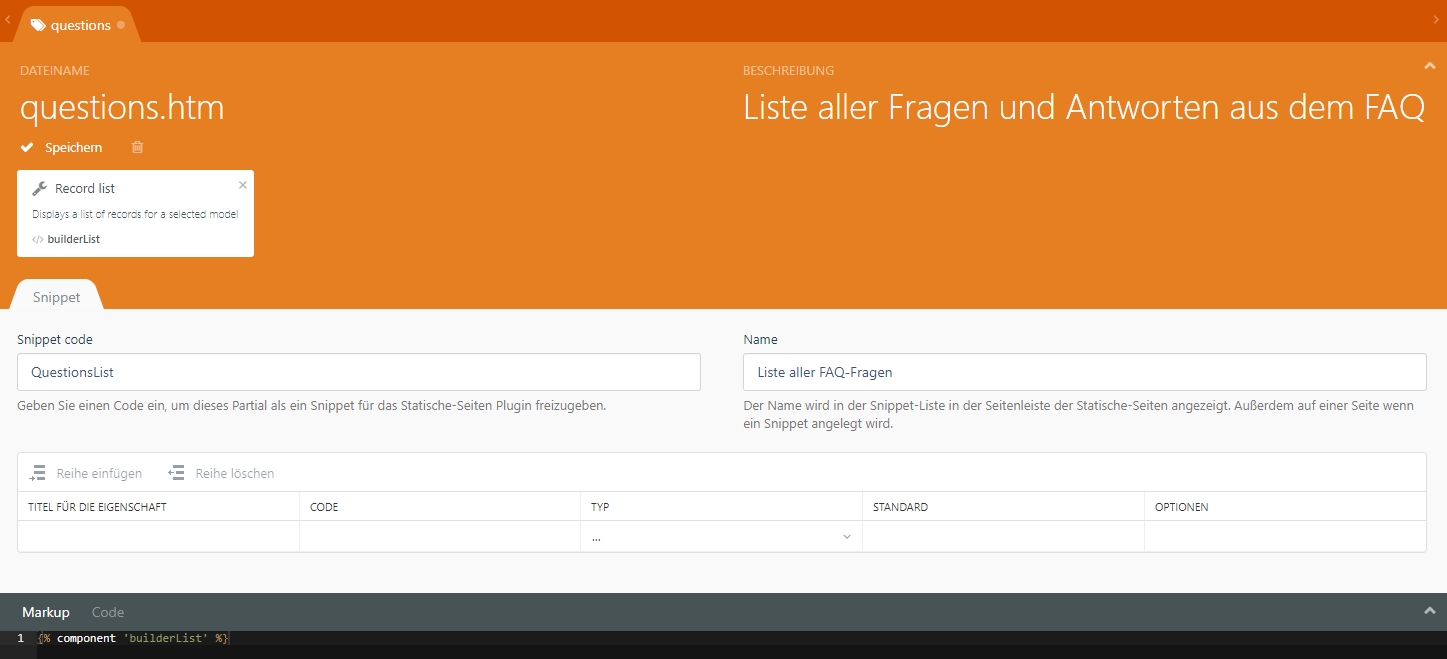 questions
DATEINAME
questions.htm
BESCHREIBUNG
Liste aller Fragen und Antworten aus dem FAQ
Speichern
Record list
Displays a list of records for a selected model
builderList
Snippet
Snippet code
QuestionsList
Geben Sie einen Code ein, um dieses Partial als ein Snippet für das Statische-Seiten Plugin freizugeben.
Name
Liste aller FAQ-Fragen
Der Name wird in der Snippet-Liste in der Seitenleiste der Statische-Seiten angezeigt. Außerdem auf einer Seite wenn
ein Snippet angelegt wird.
Reihe einfügen Reihe löschen
TITEL FÜR DIE EIGENSCHAFT CODE TYP STANDARD OPTIONEN
...
Markup Code
1 {% component 'builderList' %}